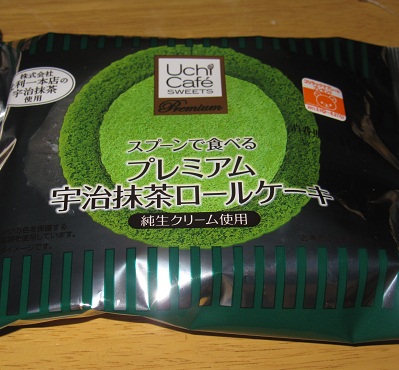 株式会社
利一本店の
宇治抹茶
使用
Uchi
Café
SWEETS
Premium
スプーンで食べる
プレミアム
宇治抹茶ロールケーキ
純生クリーム使用